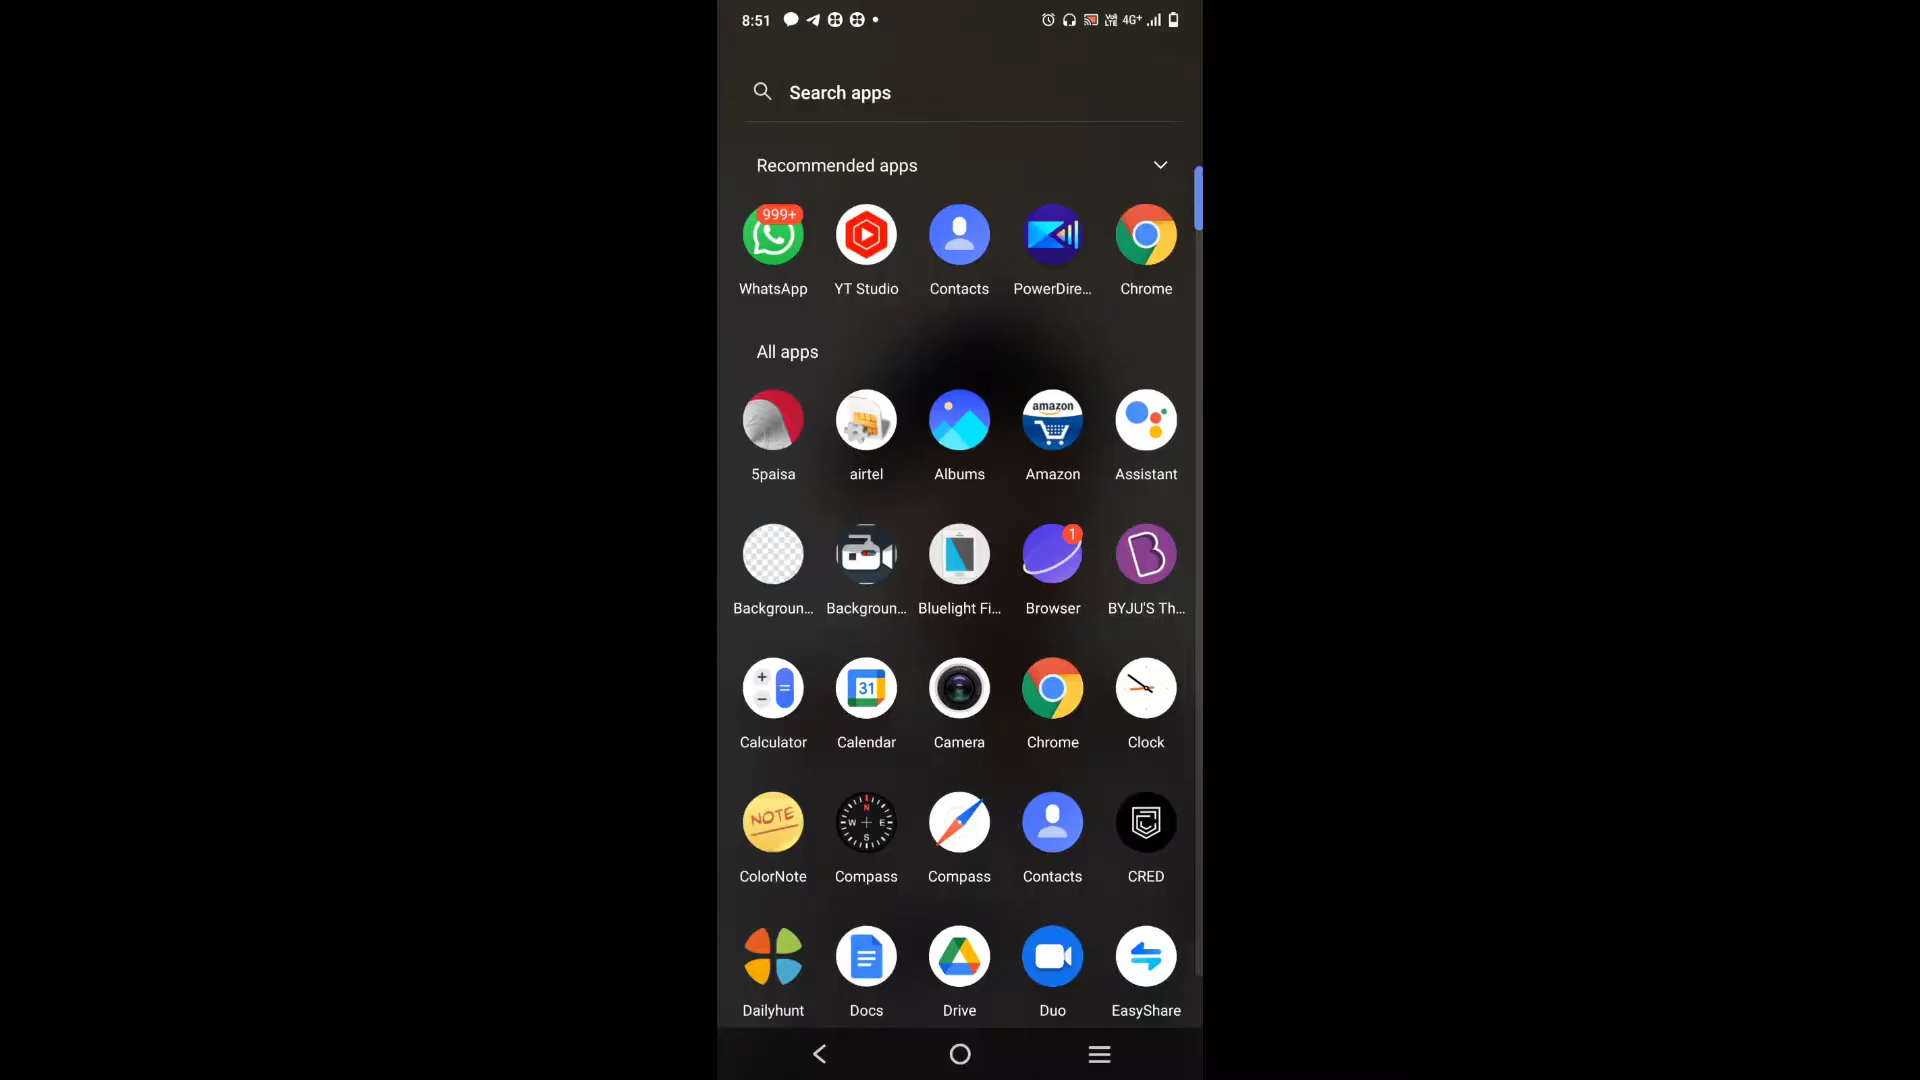 8:51 4G+
Search apps
Recommended apps
999+
WhatsApp YT Studio Contacts PowerDire... Chrome
All apps
amazon
5paisa airtel Albums Amazon Assistant
1
Backgroun... Backgroun... Bluelight Fi... Browser BYJU'S Th...
31
Calculator Calendar Camera Chrome Clock
NOTE
N
W E
S
ColorNote Compass Compass Contacts CRED
Dailyhunt Docs Drive Duo EasyShare